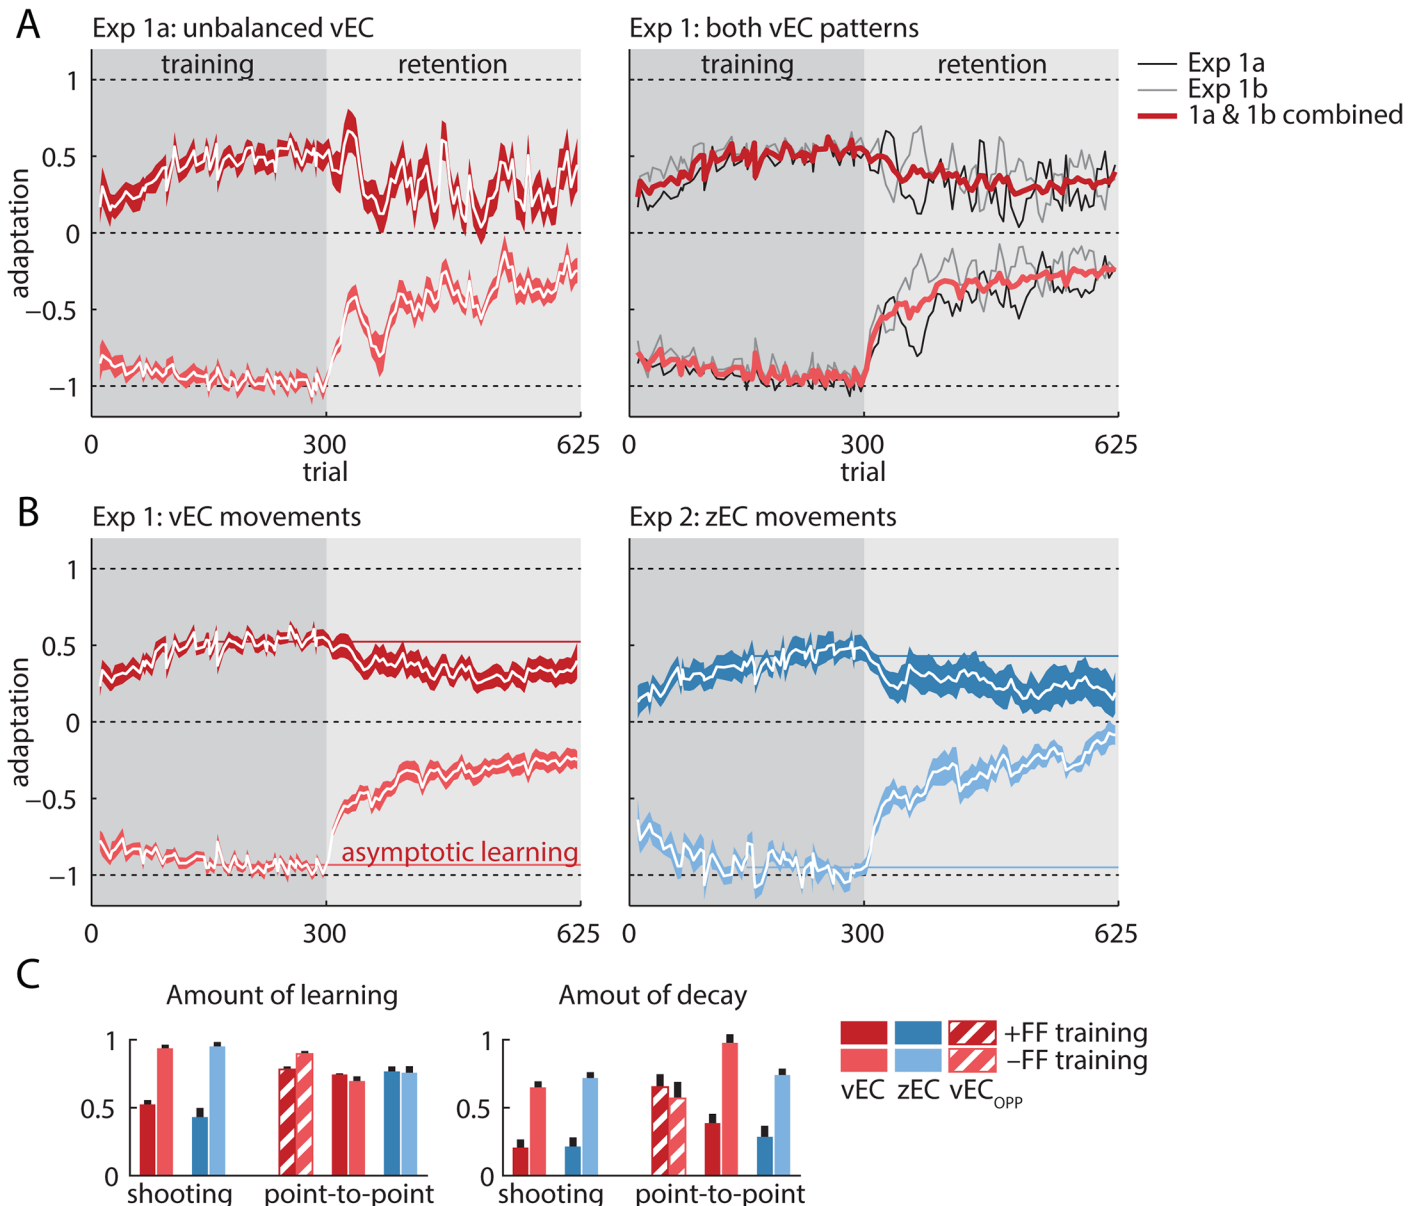 A
Exp 1a: unbalanced vEC
Exp 1: both vEC patterns
training
retention
training
retention
Exp 1a
Exp 1b
1a & 1b combined
1
0.5
0
−0.5
−1
adaptation
0
300
625
trial
0
300
625
trial
B
Exp 1: vEC movements
Exp 2: zEC movements
1
0.5
0
−0.5
−1
adaptation
asymptotic learning
0
300
625
0
300
625
C
Amount of learning
Amout of decay
1
0.5
0
shooting
point-to-point
1
0.5
0
shooting
point-to-point
+FF training
−FF training
vEC zEC vECOPP